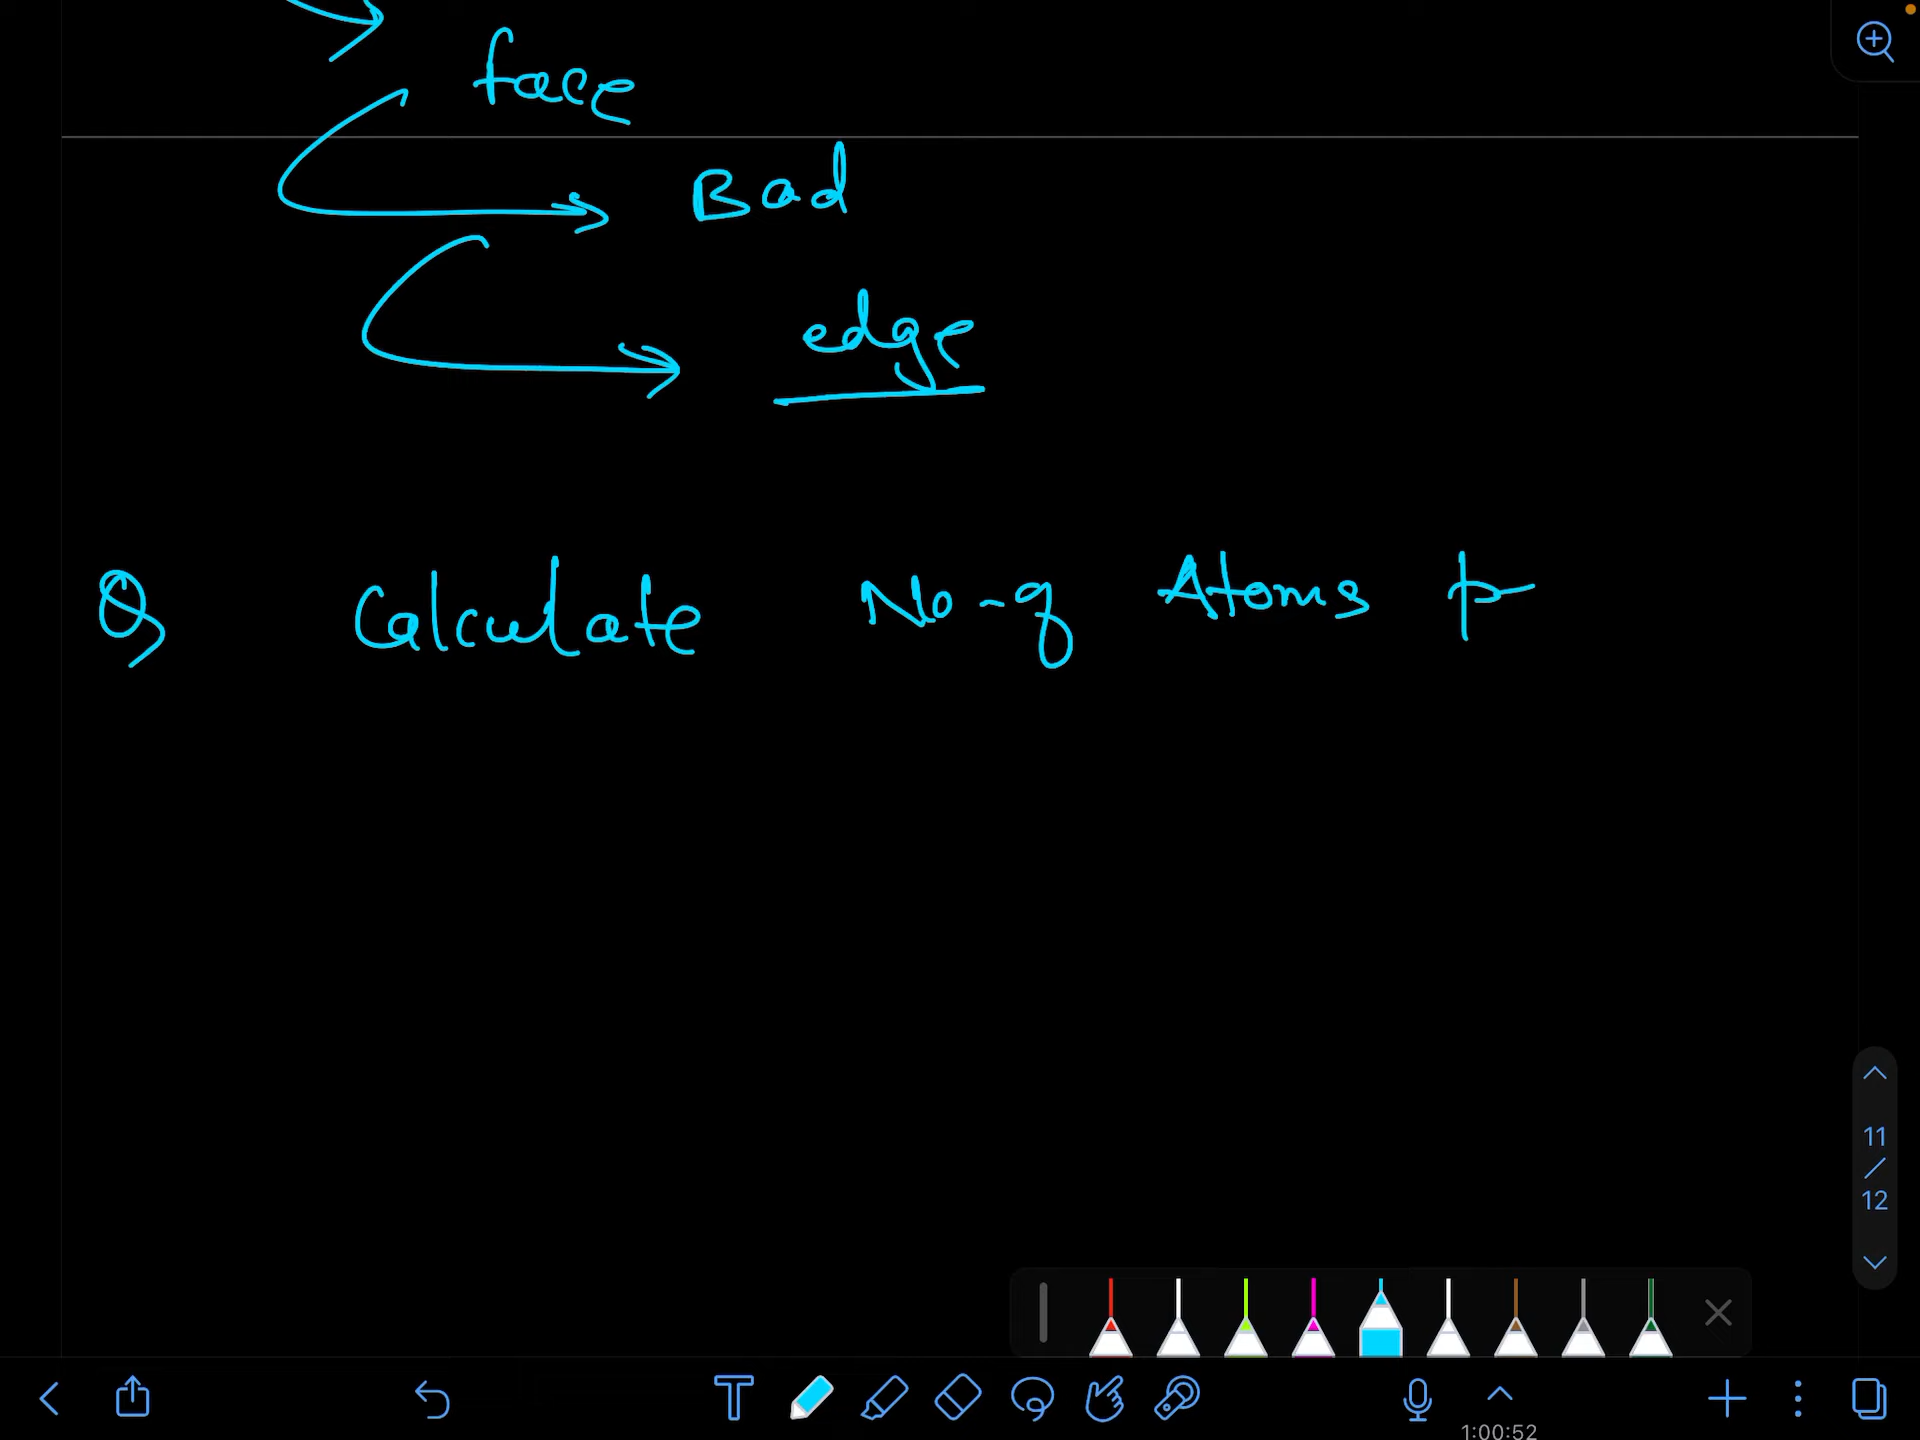 face
Bad
edge
Q Calculate No-of Atoms
11
/
12
1:00:52